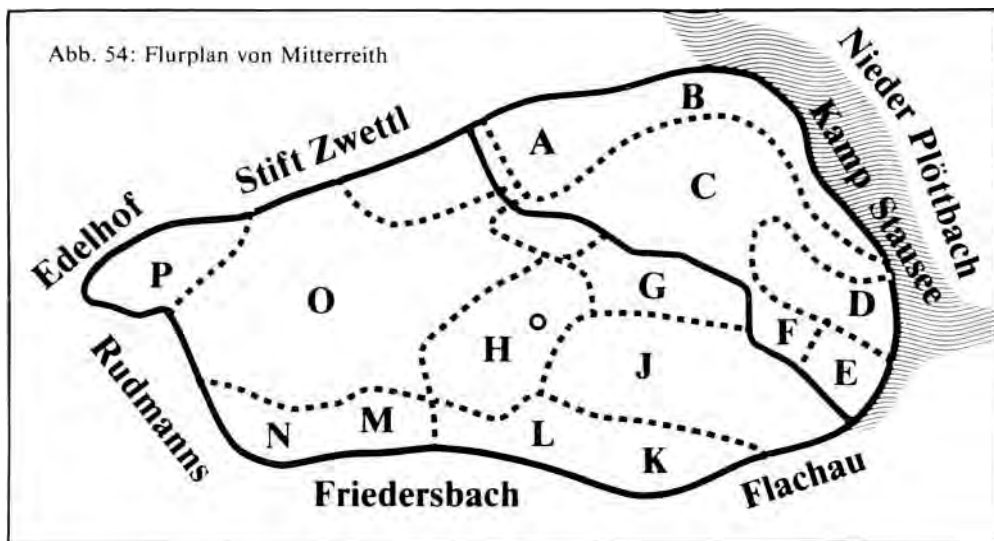 Abb. 54: Flurplan von Mitterreith
Nieder Plöttbach
Kamp Stausee
Stift Zwettl
Edelhof
Rudmanns
Friedersbach
Flachau
A
B
C
D
E
F
G
H
J
K
L
M
N
O
P